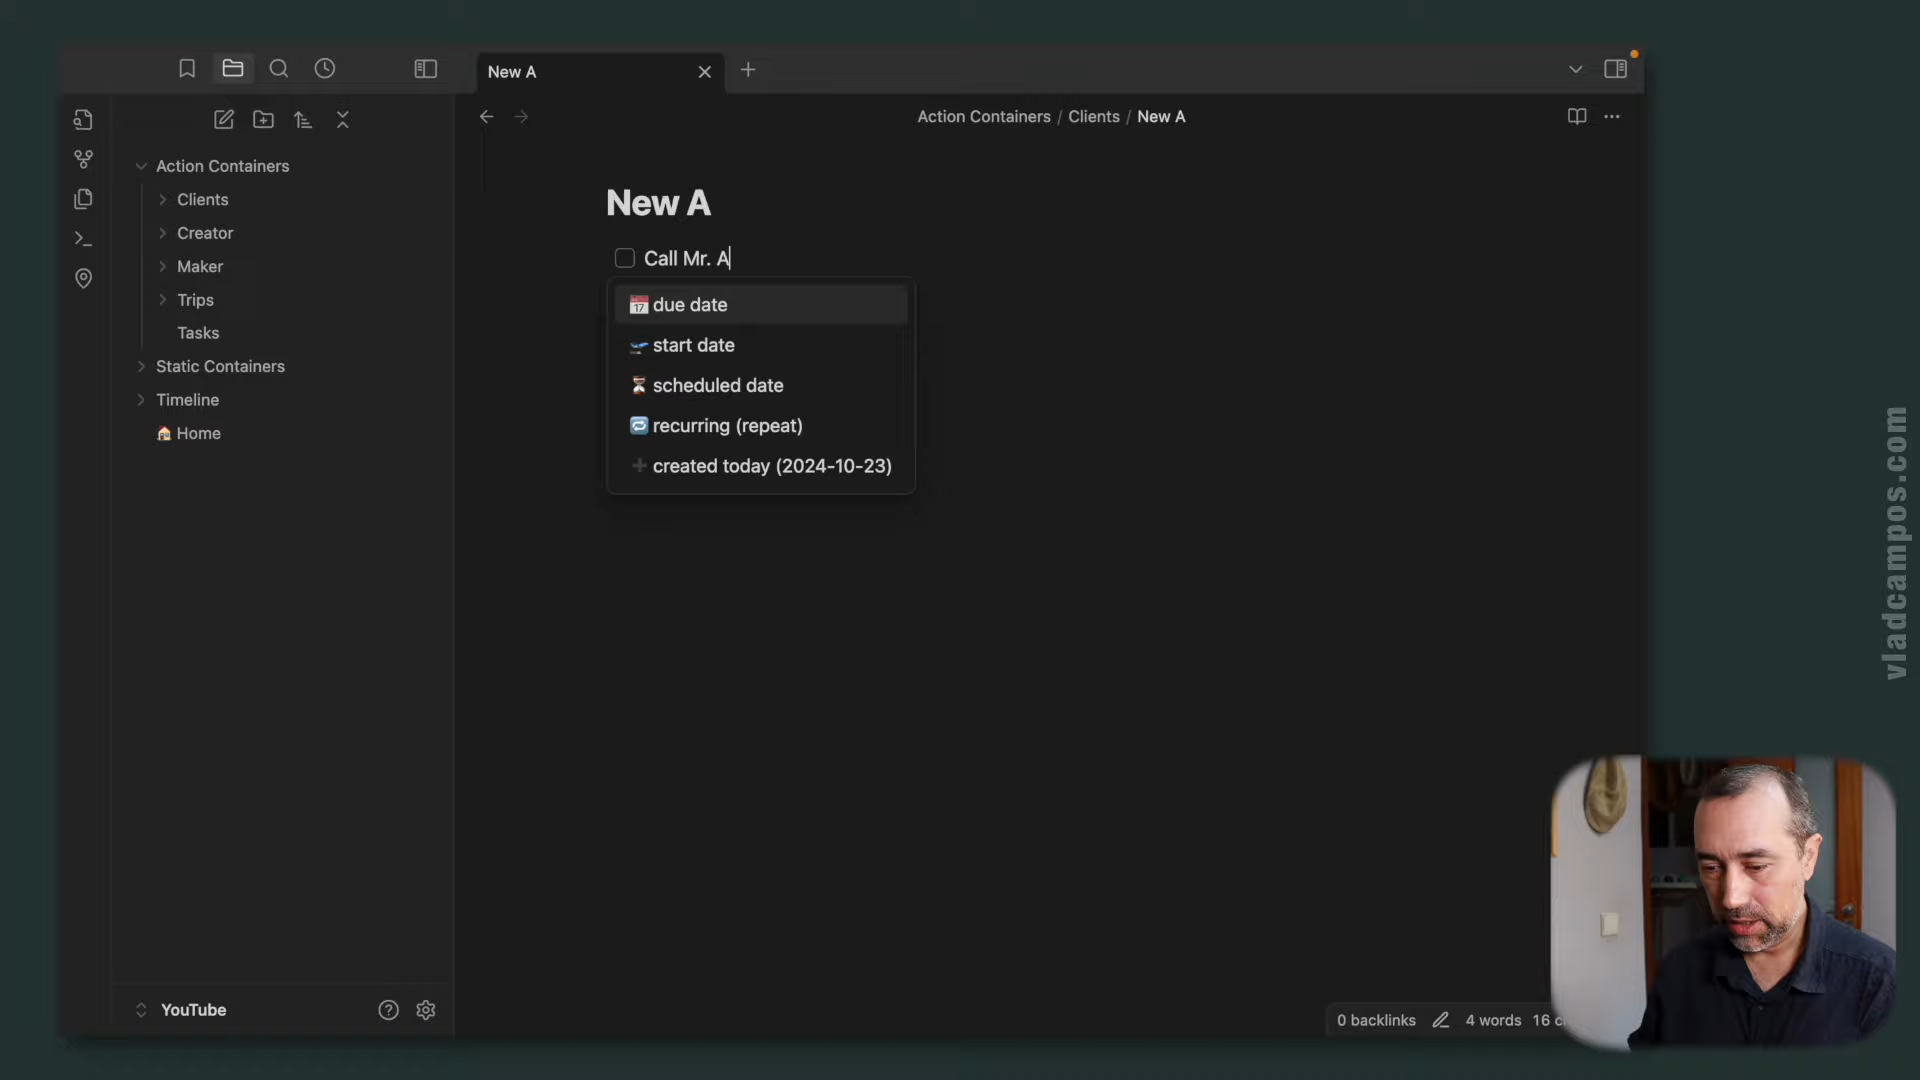 New A
Action Containers / Clients / New A
Action Containers
Clients
Creator
Maker
Trips
Tasks
Static Containers
Timeline
Home
New A
Call Mr. A
17 due date
start date
scheduled date
recurring (repeat)
created today (2024-10-23)
YouTube
0 backlinks 4 words 16 c
vladcampos.com